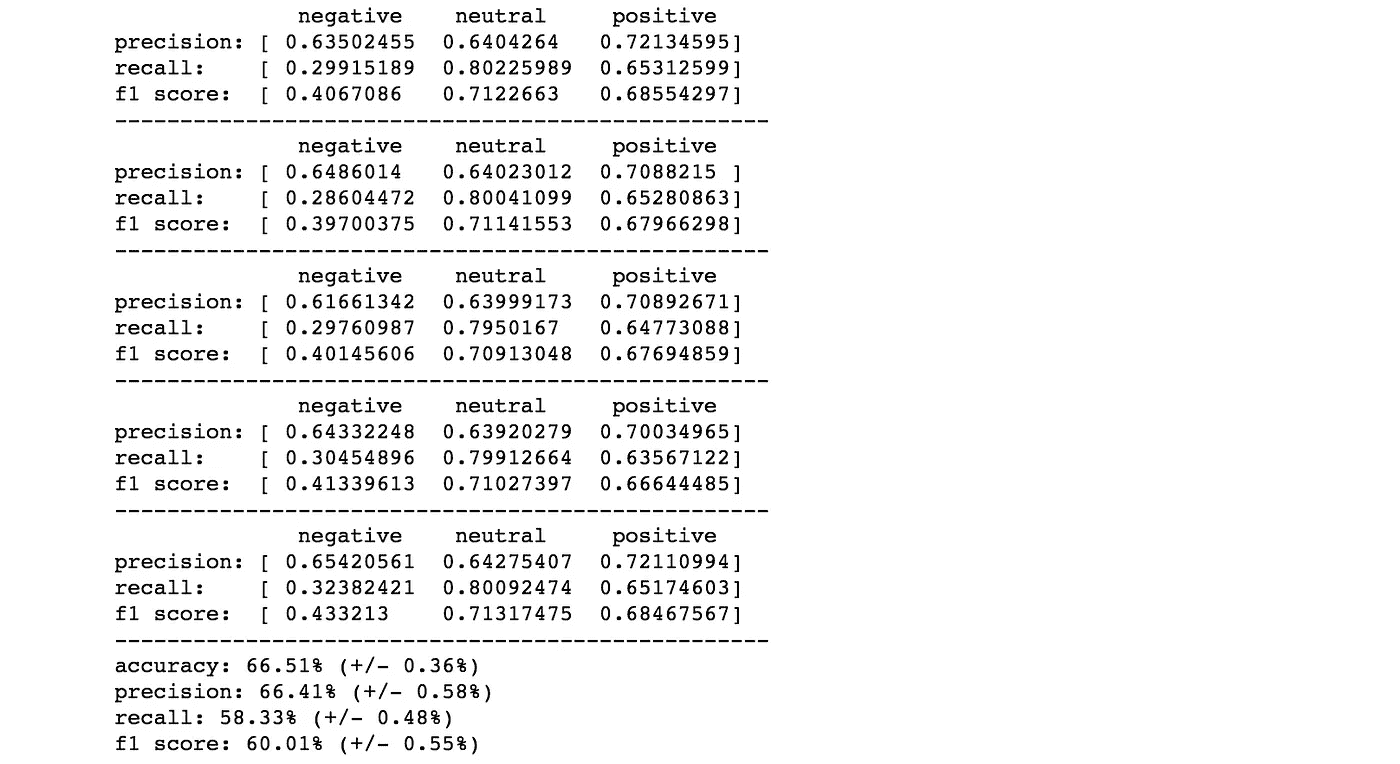 negative neutral positive
precision: [ 0.63502455 0.6404264 0.72134595]
recall: [ 0.29915189 0.80225989 0.65312599]
f1 score: [ 0.4067086 0.7122663 0.68554297]
--------------------------------------------------
negative neutral positive
precision: [ 0.6486014 0.64023012 0.7088215 ]
recall: [ 0.28604472 0.80041099 0.65280863]
f1 score: [ 0.39700375 0.71141553 0.67966298]
--------------------------------------------------
negative neutral positive
precision: [ 0.61661342 0.63999173 0.70892671]
recall: [ 0.29760987 0.7950167 0.64773088]
f1 score: [ 0.40145606 0.70913048 0.67694859]
--------------------------------------------------
negative neutral positive
precision: [ 0.64332248 0.63920279 0.70034965]
recall: [ 0.30454896 0.79912664 0.63567122]
f1 score: [ 0.41339613 0.71027397 0.66644485]
--------------------------------------------------
negative neutral positive
precision: [ 0.65420561 0.64275407 0.72110994]
recall: [ 0.32382421 0.80092474 0.65174603]
f1 score: [ 0.433213 0.71317475 0.68467567]
--------------------------------------------------
accuracy: 66.51% (+/- 0.36%)
precision: 66.41% (+/- 0.58%)
recall: 58.33% (+/- 0.48%)
f1 score: 60.01% (+/- 0.55%)